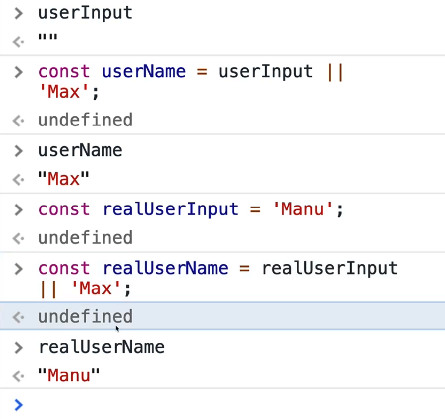 userInput
""
const userName = userInput ||
'Max';
undefined
userName
"Max"
const realUserInput = 'Manu';
undefined
const realUserName = realUserInput
|| 'Max';
undefined
realUserName
"Manu"